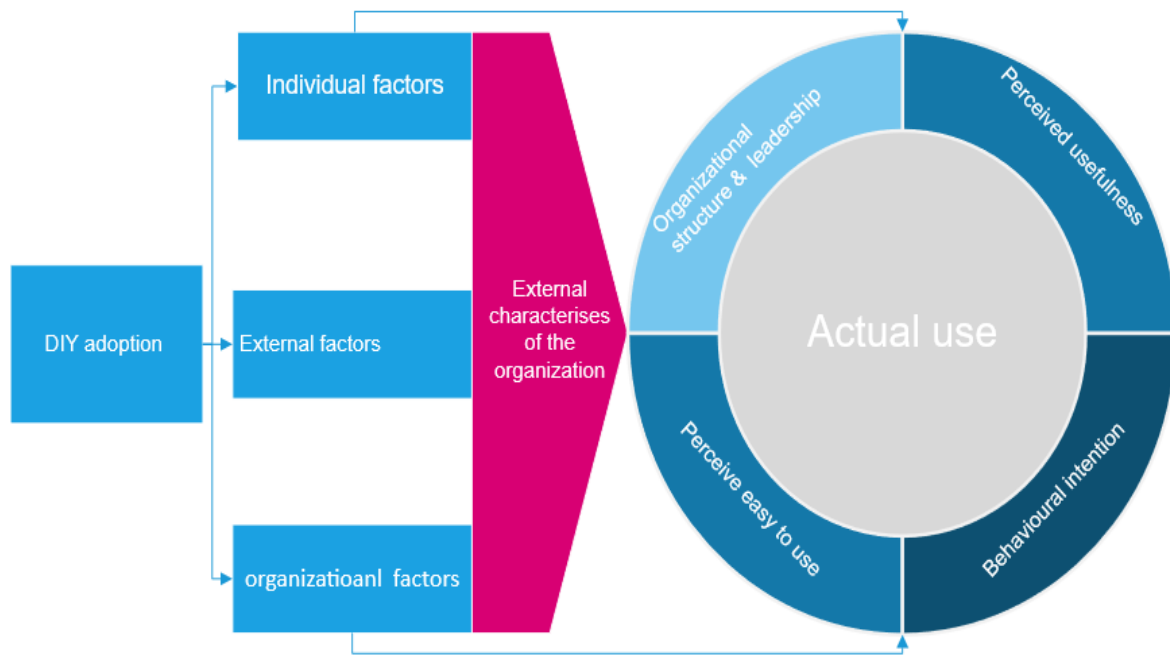 Individual factors
DIY adoption
External factors
organizatioanl  factors
External
characterises
of the
organization
Organizational
structure &  leadership
Perceived usefulness
Actual use
Perceive easy to use
Behavioural intention